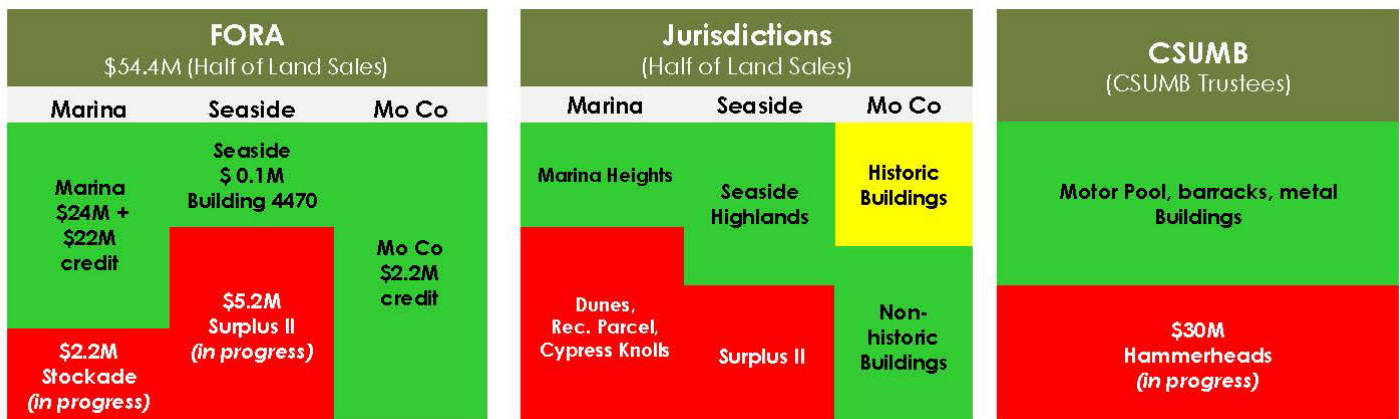 FORA
$54.4M (Half of Land Sales)
Marina
Seaside
Mo Co
Marina
$24M +
$22M
credit
$2.2M
Stockade
(in progress)
Seaside
$ 0.1M
Building 4470
$5.2M
Surplus II
(in progress)
Mo Co
$2.2M
credit
Jurisdictions
(Half of Land Sales)
Marina
Seaside
Mo Co
Marina Heights
Dunes,
Rec. Parcel,
Cypress Knolls
Seaside
Highlands
Surplus II
Historic
Buildings
Non-
historic
Buildings
CSUMB
(CSUMB Trustees)
Motor Pool, barracks, metal
Buildings
$30M
Hammerheads
(in progress)